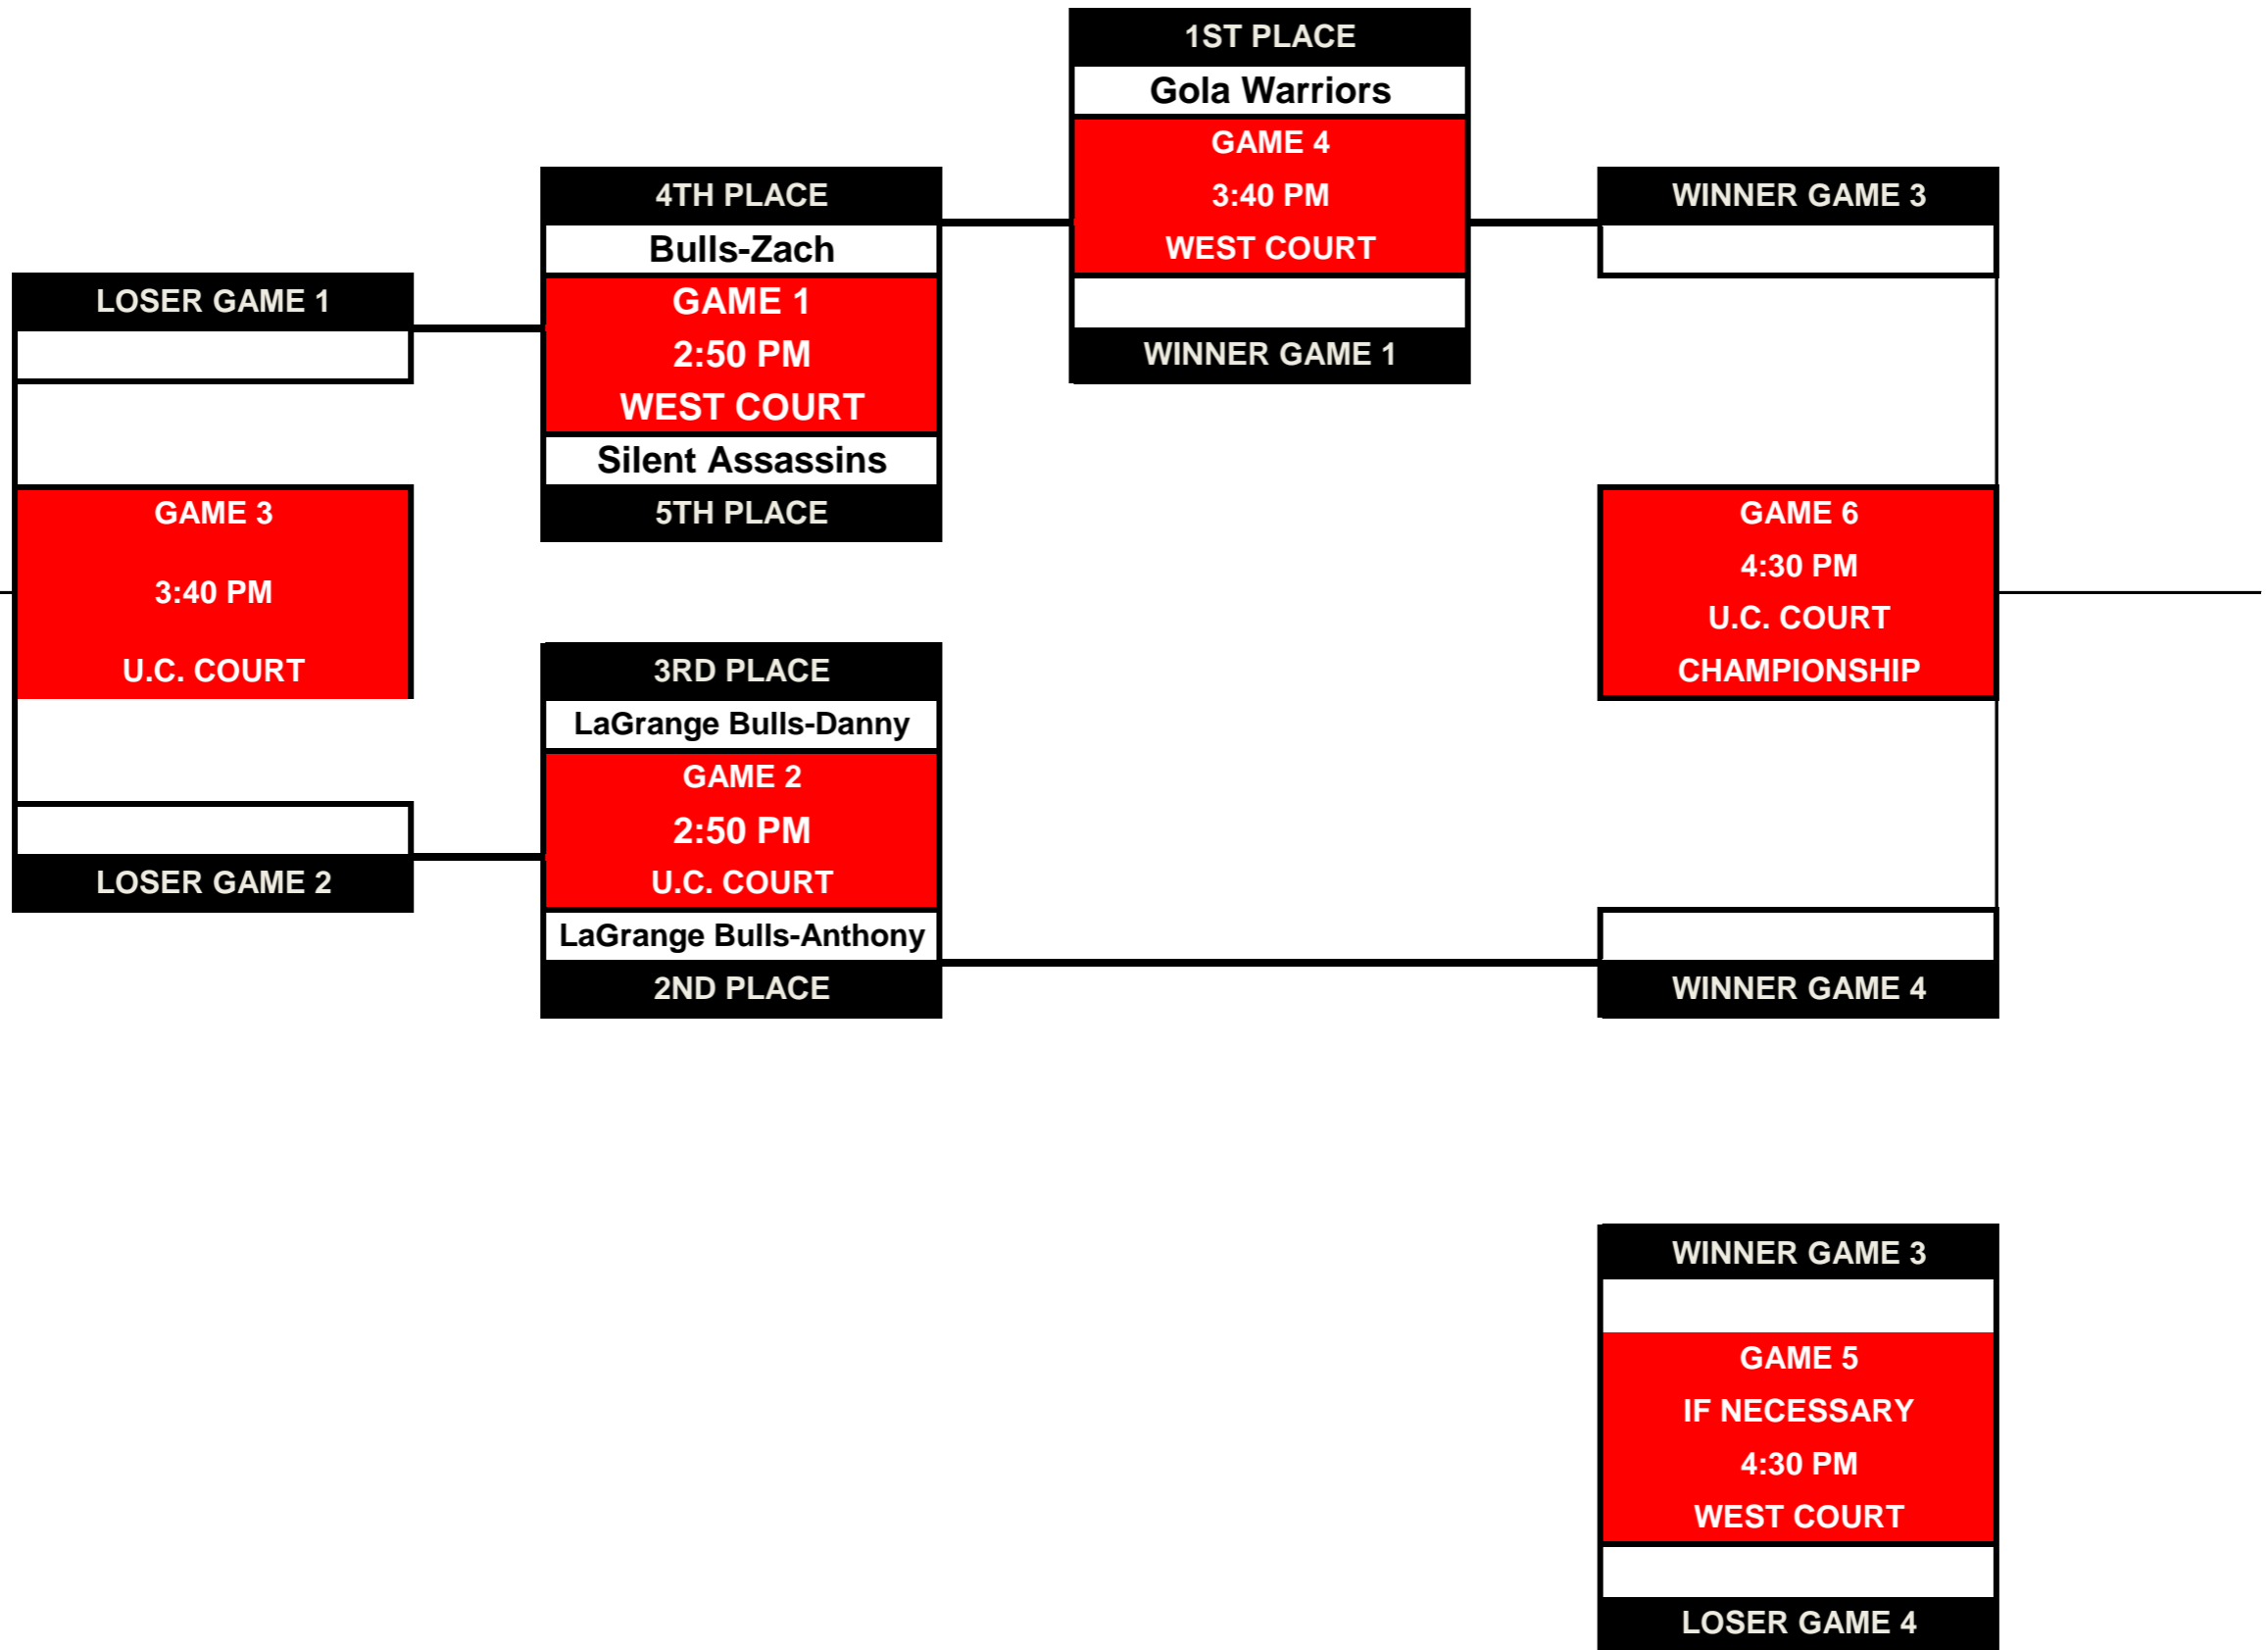 1ST PLACE
Gola Warriors
GAME 4
3:40 PM
WEST COURT
WINNER GAME 1
4TH PLACE
Bulls-Zach
GAME 1
2:50 PM
WEST COURT
Silent Assassins
5TH PLACE
WINNER GAME 3
LOSER GAME 1
GAME 3
3:40 PM
U.C. COURT
LOSER GAME 2
3RD PLACE
LaGrange Bulls-Danny
GAME 2
2:50 PM
U.C. COURT
LaGrange Bulls-Anthony
2ND PLACE
GAME 6
4:30 PM
U.C. COURT
CHAMPIONSHIP
WINNER GAME 4
WINNER GAME 3
GAME 5
IF NECESSARY
4:30 PM
WEST COURT
LOSER GAME 4